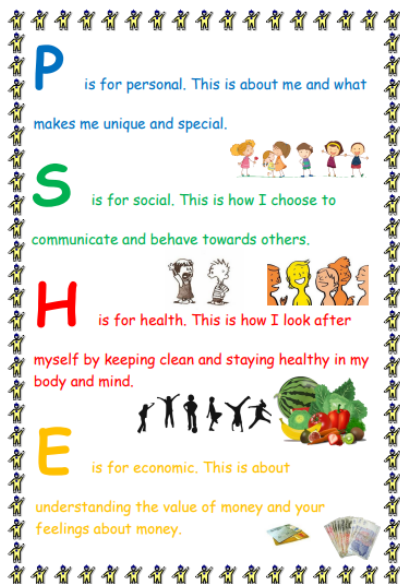 P is for personal. This is about me and what
makes me unique and special.
S is for social. This is how I choose to
communicate and behave towards others.
H is for health. This is how I look after
myself by keeping clean and staying healthy in my
body and mind.
E is for economic. This is about
understanding the value of money and your
feelings about money.